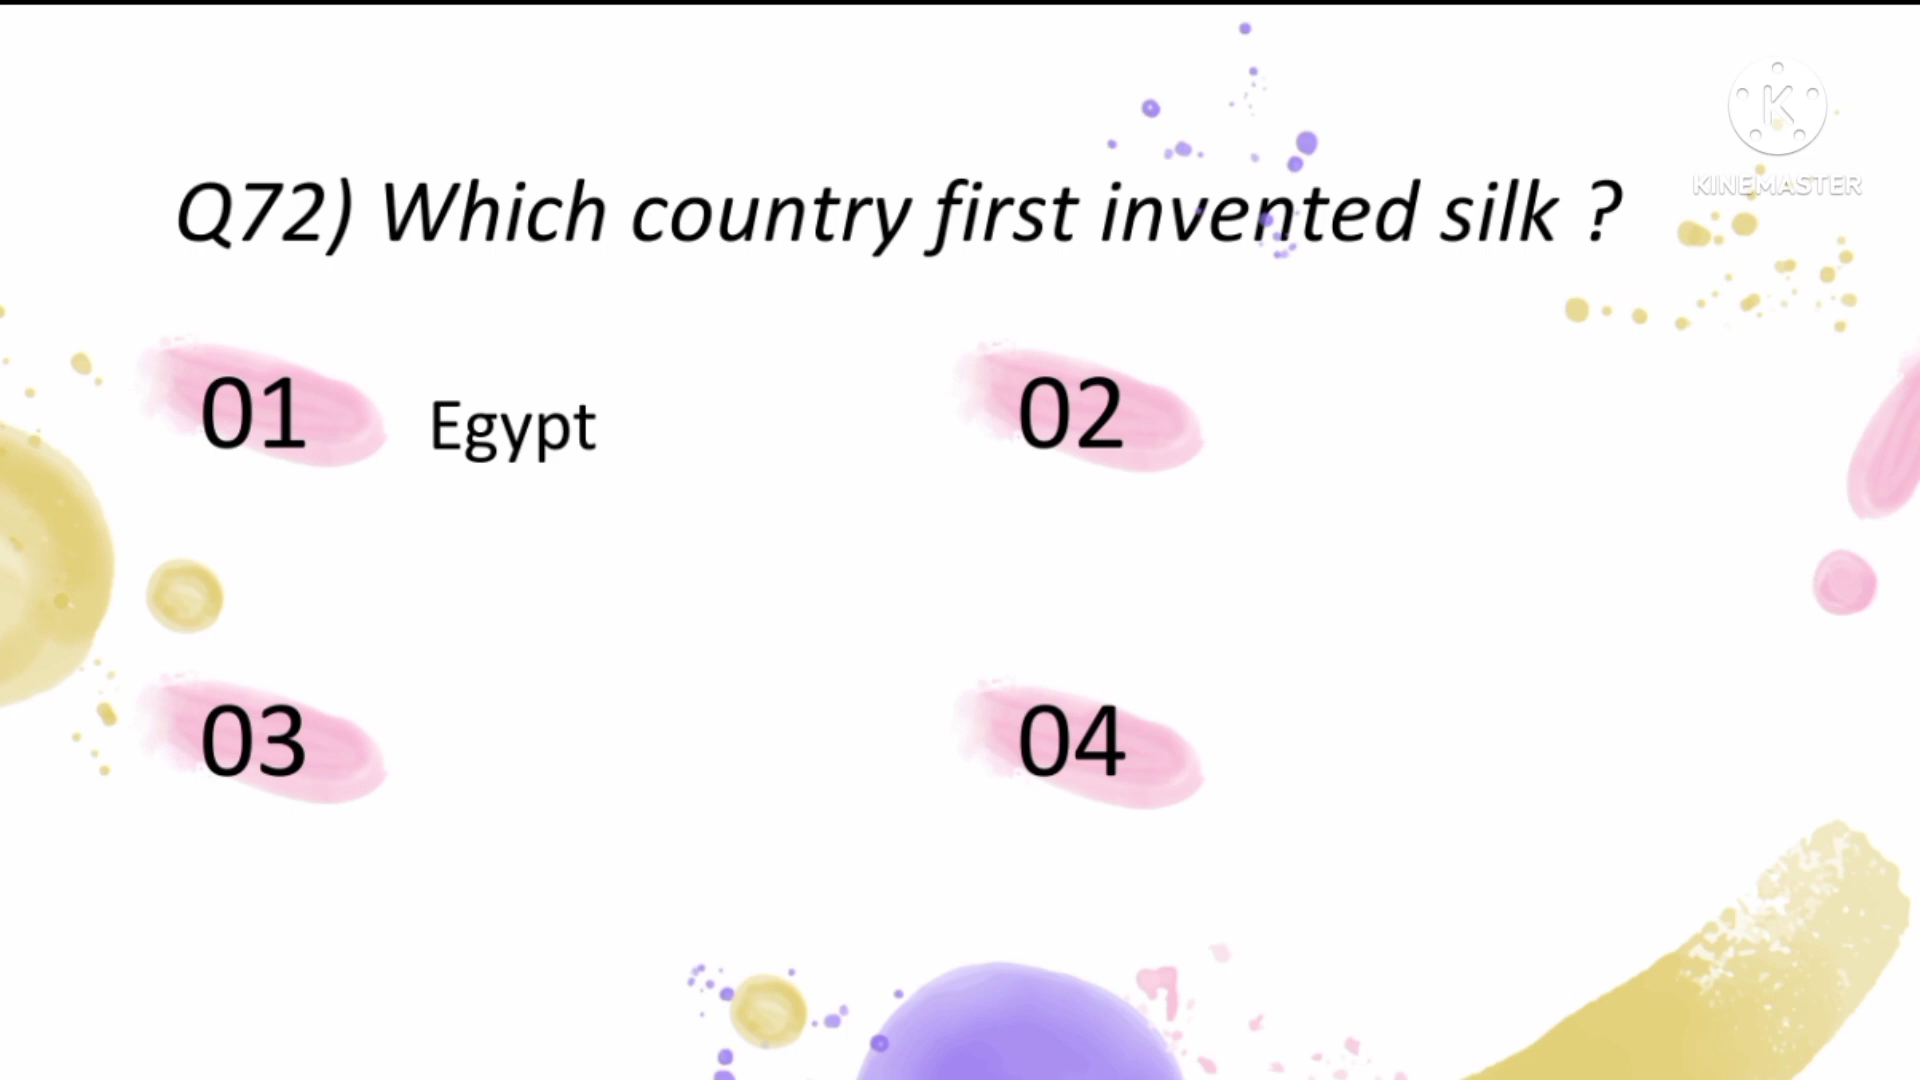 K
KINEMASTER
Q72) Which country first invented silk ?
01 Egypt
02
03
04